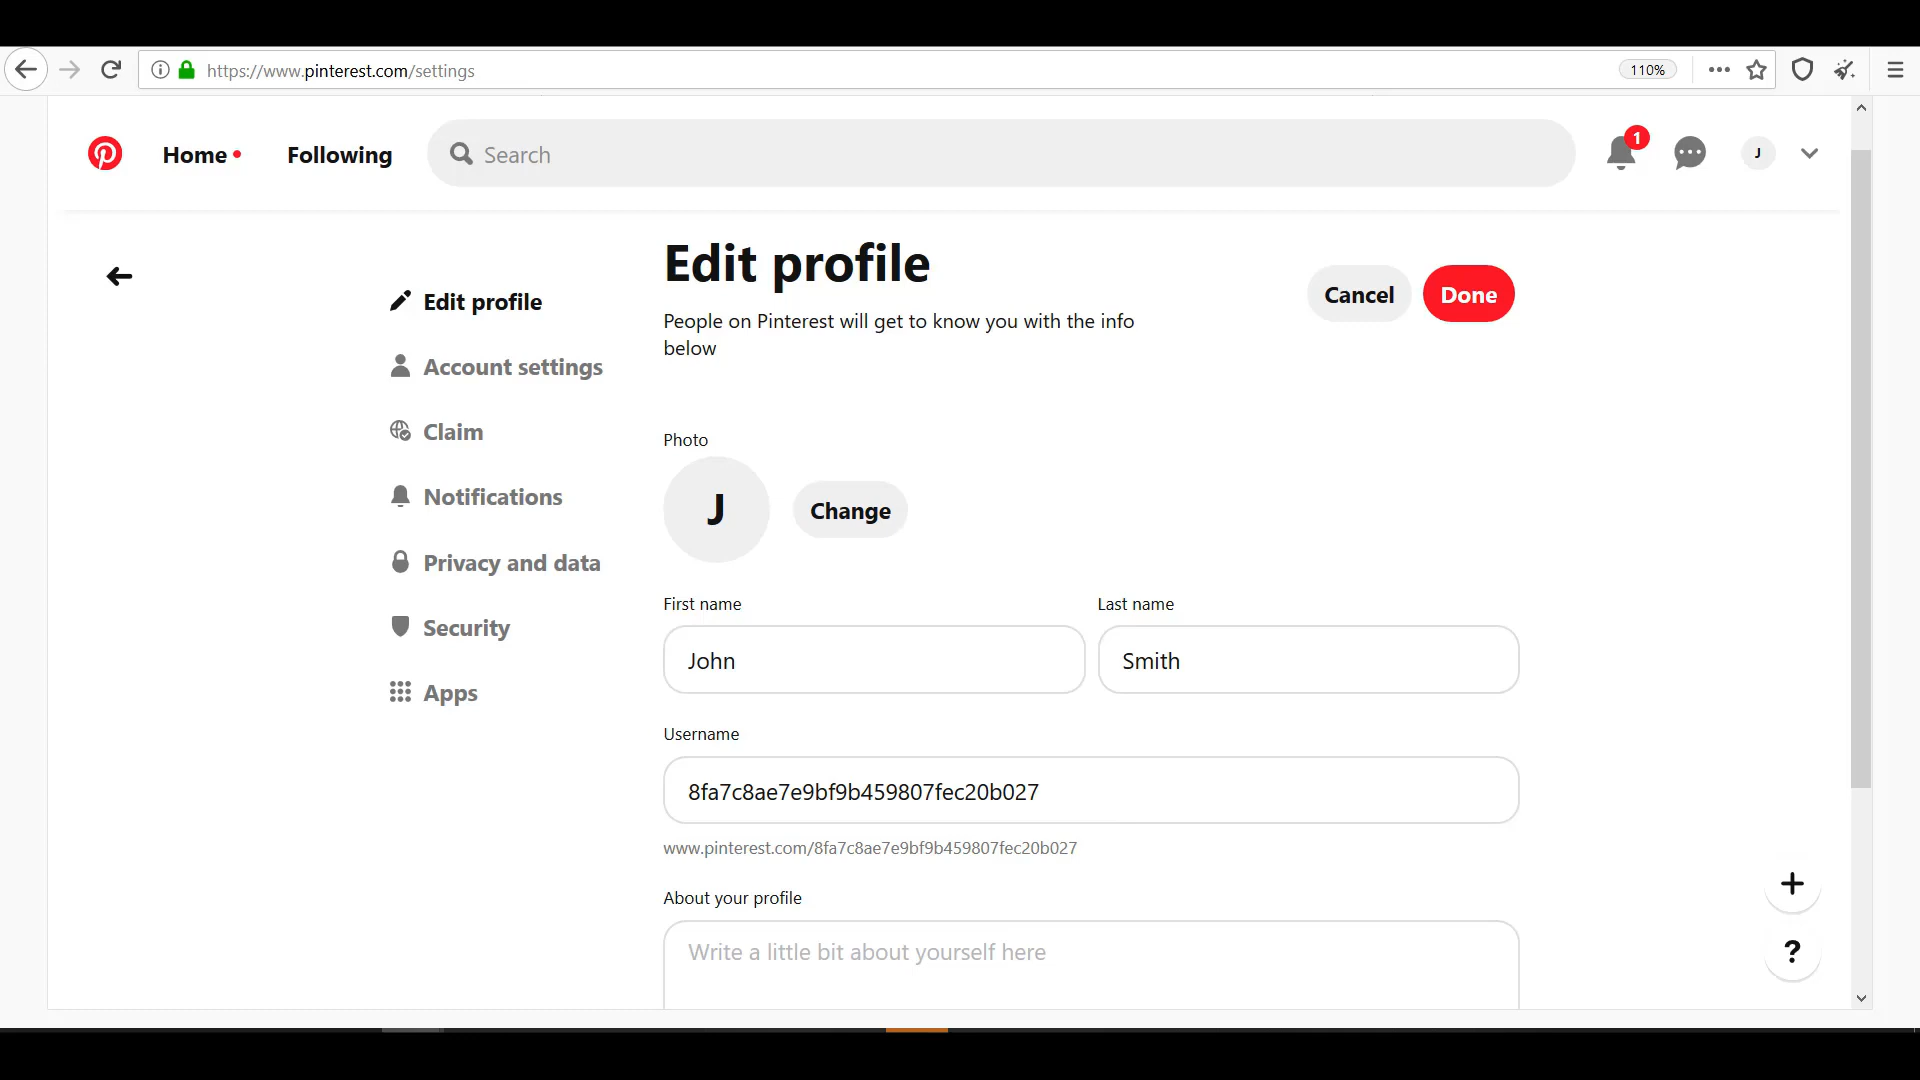 https://www.pinterest.com/settings
110%
Home
Following
Search
1
J
Edit profile
Account settings
Claim
Notifications
Privacy and data
Security
Apps
Edit profile
People on Pinterest will get to know you with the info
below
Cancel
Done
Photo
J
Change
First name
Last name
John
Smith
Username
8fa7c8ae7e9bf9b459807fec20b027
www.pinterest.com/8fa7c8ae7e9bf9b459807fec20b027
About your profile
Write a little bit about yourself here
+
?